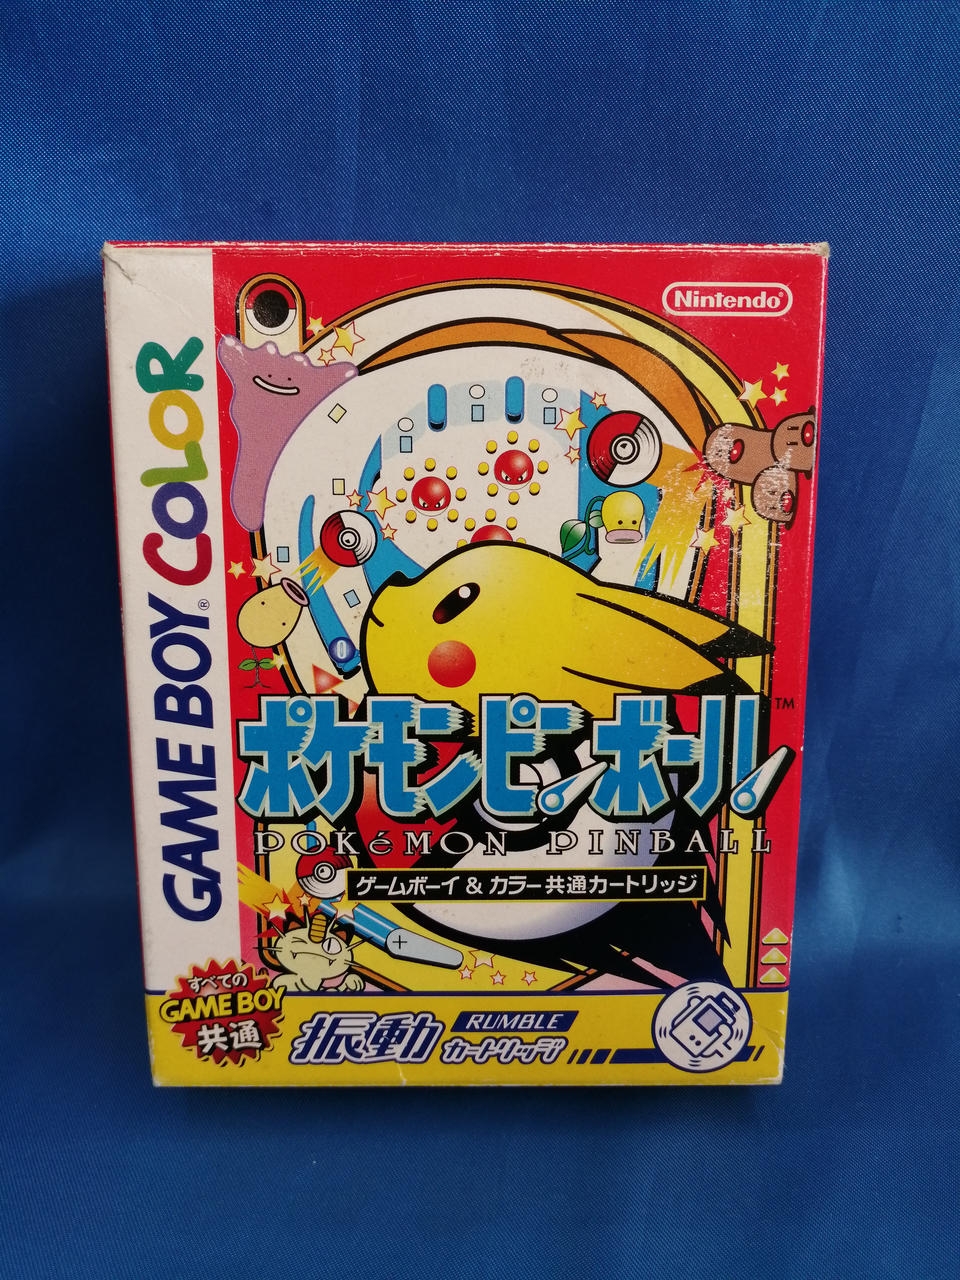 Nintendo®
GAME BOY® COLOR
ポケモンピンボール™
POKéMON PINBALL
ゲームボーイ&カラー共通カートリッジ
すべての
GAME BOY
共通
振動
RUMBLE
カートリッジ